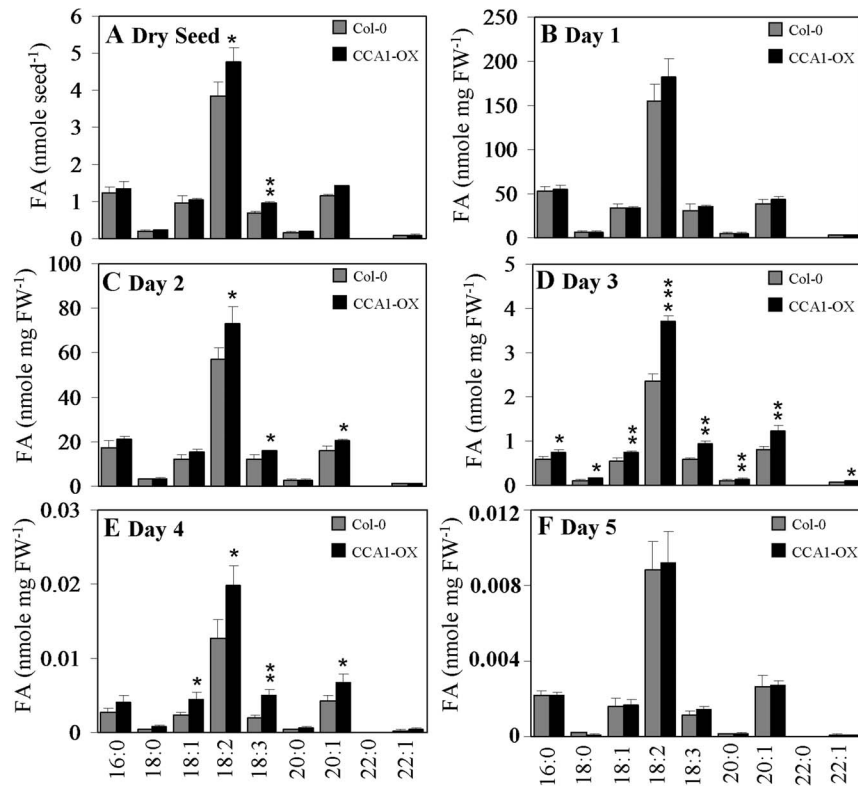 A Dry Seed
Col-0
CCA1-OX
FA (nmole seed⁻¹)
6
5
4
3
2
1
0
*
**
B Day 1
Col-0
CCA1-OX
FA (nmole mg FW⁻¹)
250
200
150
100
50
0
C Day 2
Col-0
CCA1-OX
FA (nmole mg FW⁻¹)
100
80
60
40
20
0
*
*
*
D Day 3
Col-0
CCA1-OX
FA (nmole mg FW⁻¹)
5
4
3
2
1
0
*
*
**
***
**
**
**
*
E Day 4
Col-0
CCA1-OX
FA (nmole mg FW⁻¹)
0.03
0.02
0.01
0
*
*
**
*
16:0
18:0
18:1
18:2
18:3
20:0
20:1
22:0
22:1
F Day 5
Col-0
CCA1-OX
FA (nmole mg FW⁻¹)
0.012
0.008
0.004
0
16:0
18:0
18:1
18:2
18:3
20:0
20:1
22:0
22:1